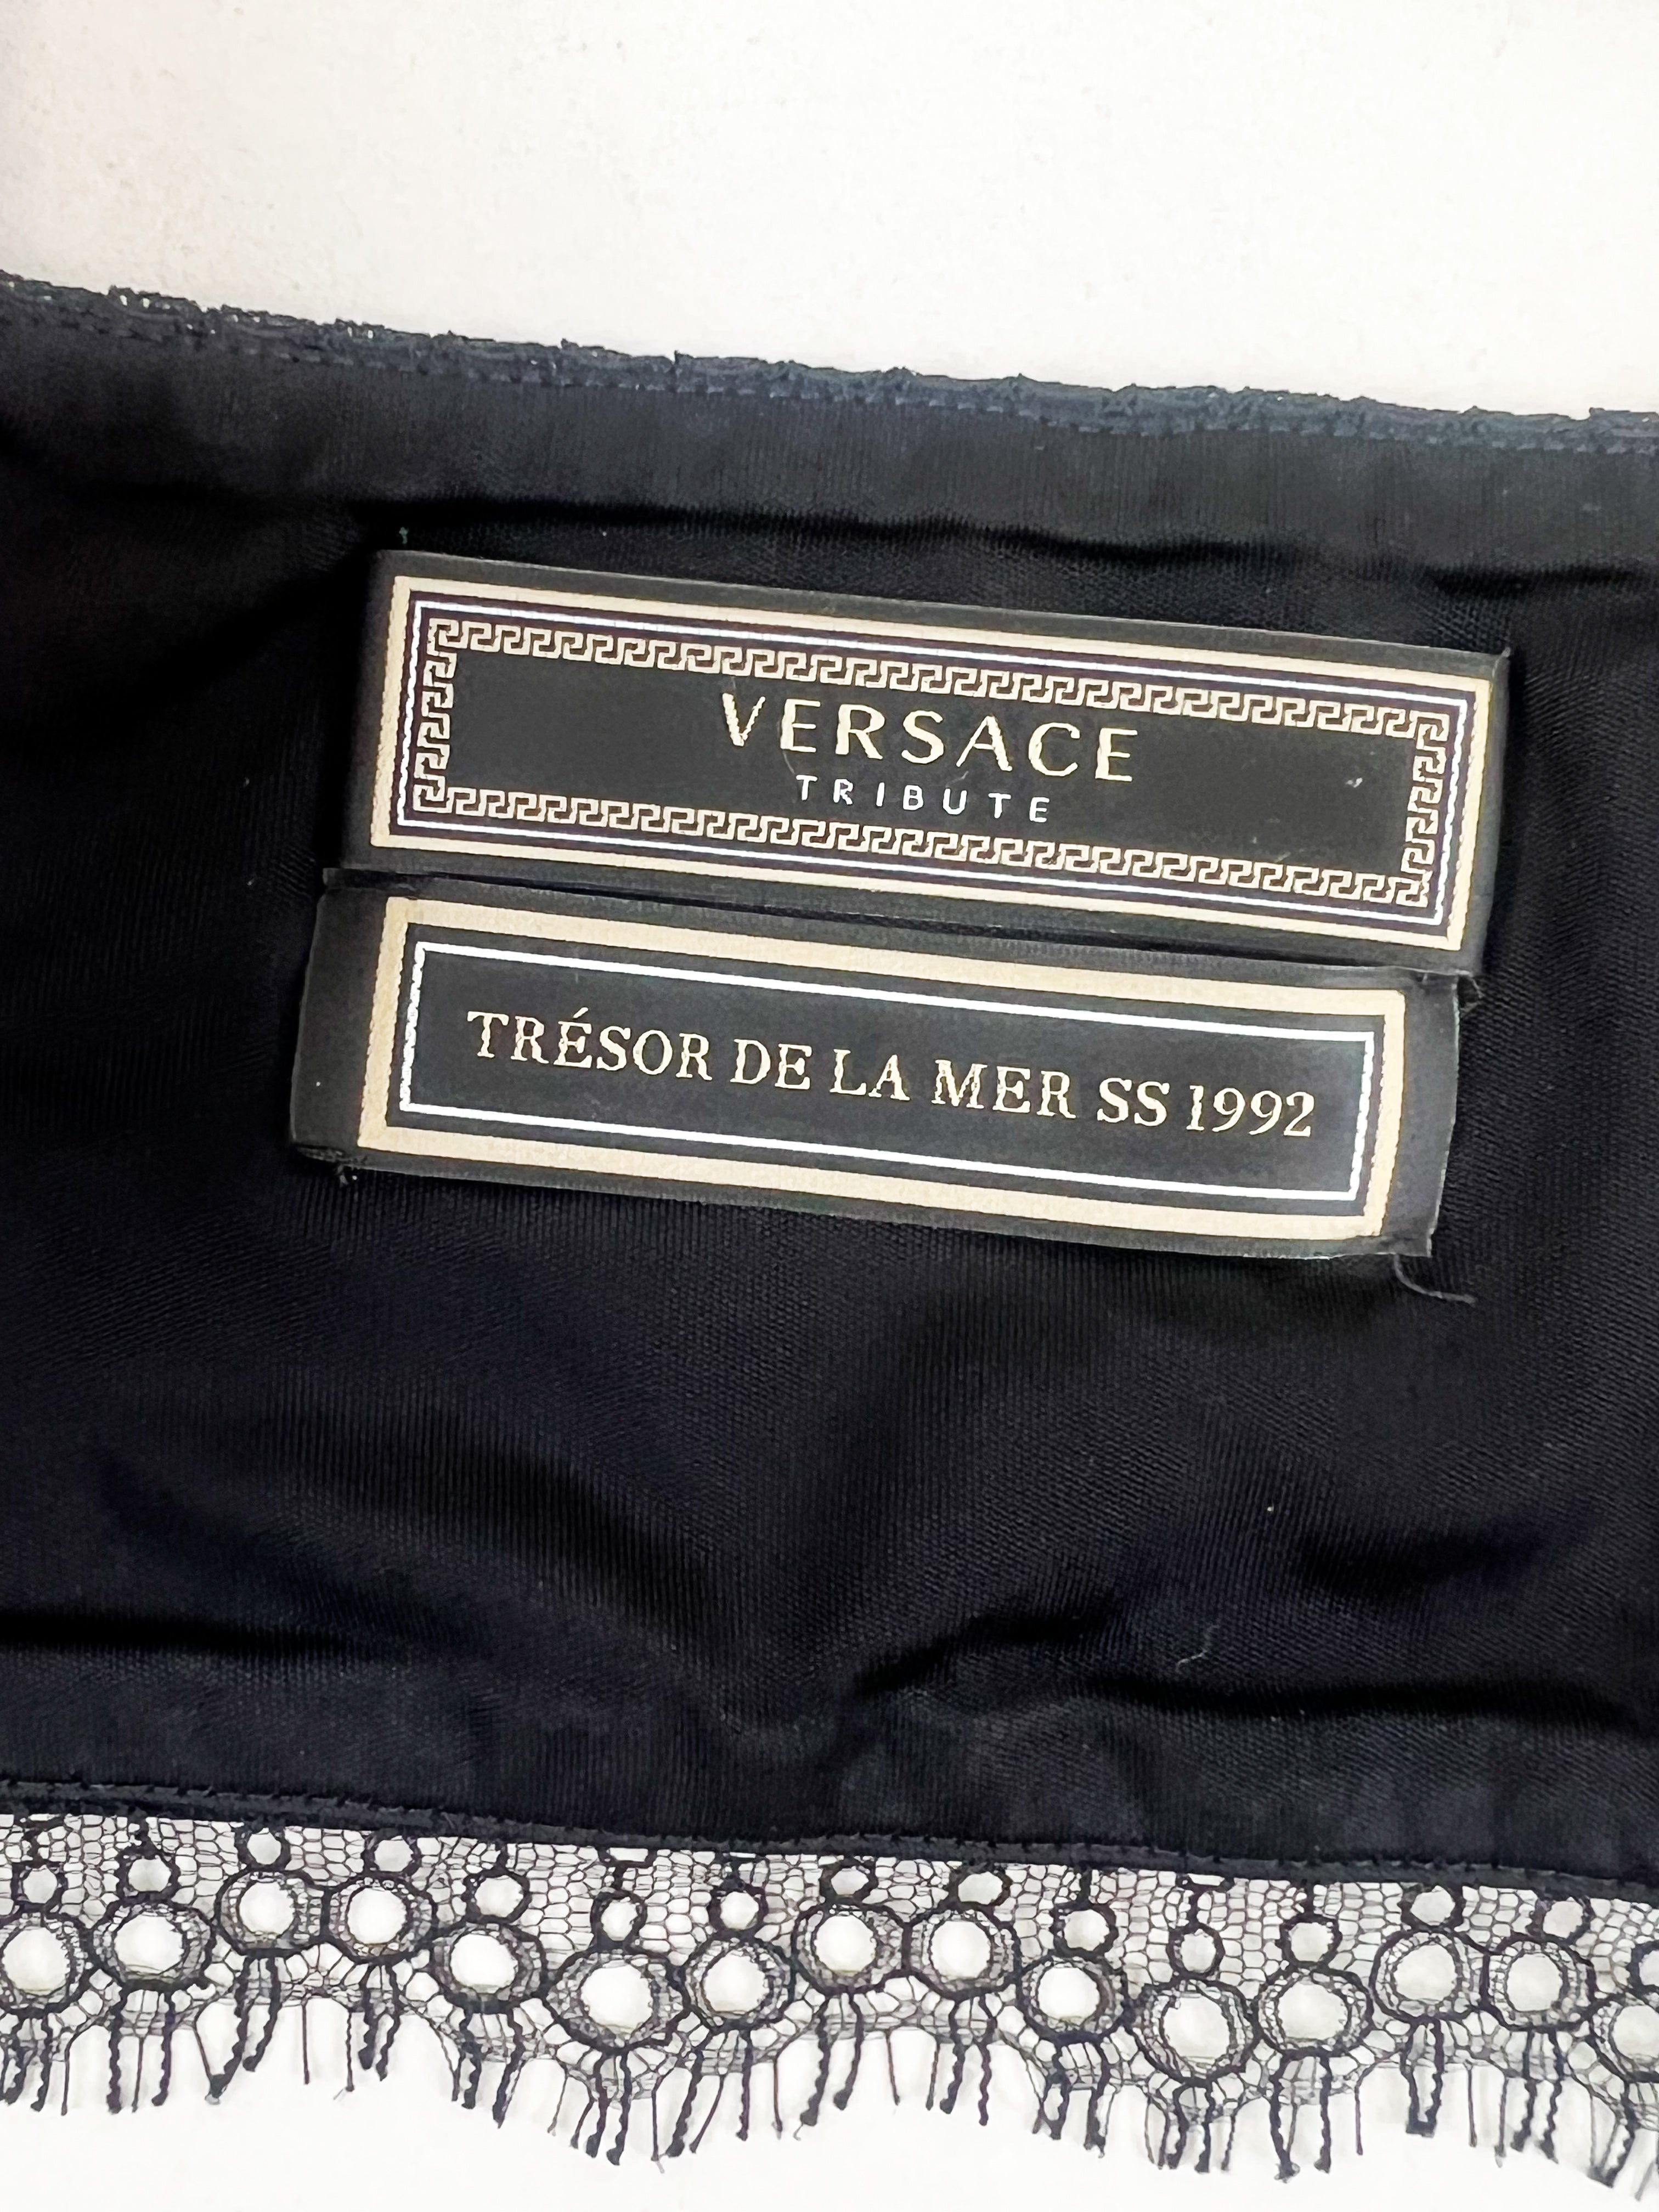 VERSACE
TRIBUTE
TRÉSOR DE LA MER SS 1992